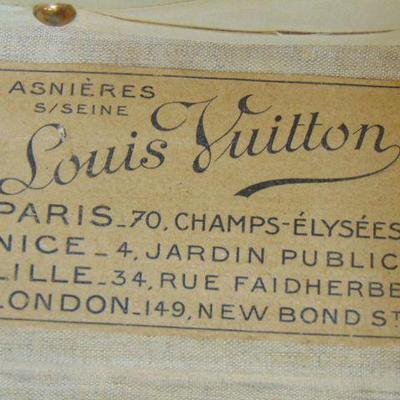 ASNIÈRES
S/SEINE
Louis Vuitton
PARIS_70, CHAMPS-ÉLYSÉES
NICE_4, JARDIN PUBLIC
LILLE_34, RUE FAIDHERBE
LONDON_149, NEW BOND ST